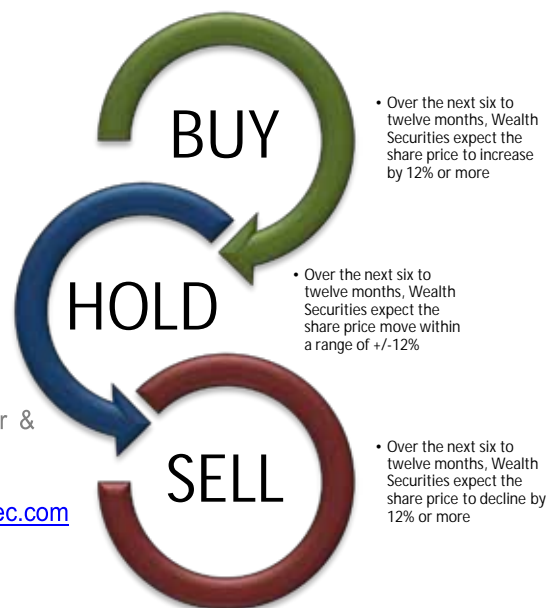 BUY
• Over the next six to
twelve months, Wealth
Securities expect the
share price to increase
by 12% or more
HOLD
• Over the next six to
twelve months, Wealth
Securities expect the
share price move within
a range of +/-12%
r &
SELL
• Over the next six to
twelve months, Wealth
Securities expect the
share price to decline by
12% or more
ec.com